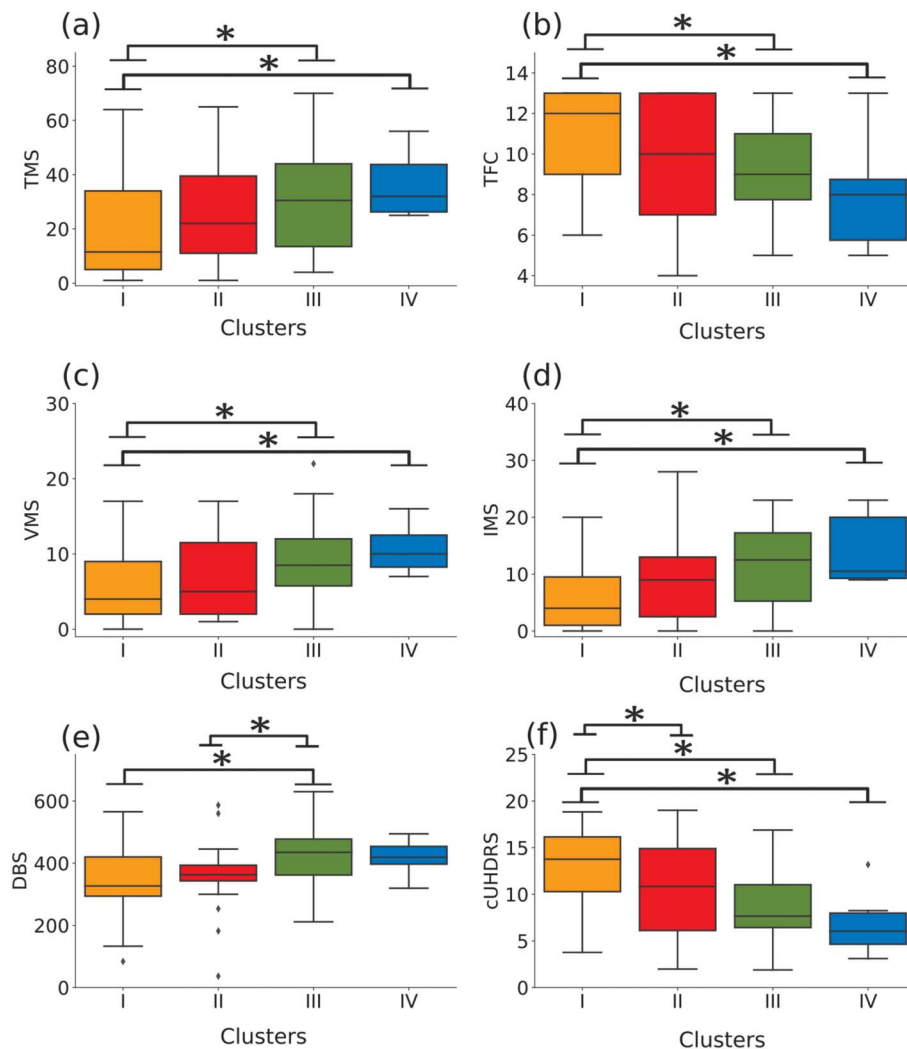 (a)
*
*
80
60
40
20
0
TMS
I II III IV
Clusters
(b)
*
*
14
12
10
8
6
4
TFC
I II III IV
Clusters
(c)
*
*
30
20
10
0
VMS
I II III IV
Clusters
(d)
*
*
40
30
20
10
0
IMS
I II III IV
Clusters
(e)
*
*
600
400
200
0
DBS
I II III IV
Clusters
(f)
*
*
*
25
20
15
10
5
0
cUHDRS
I II III IV
Clusters